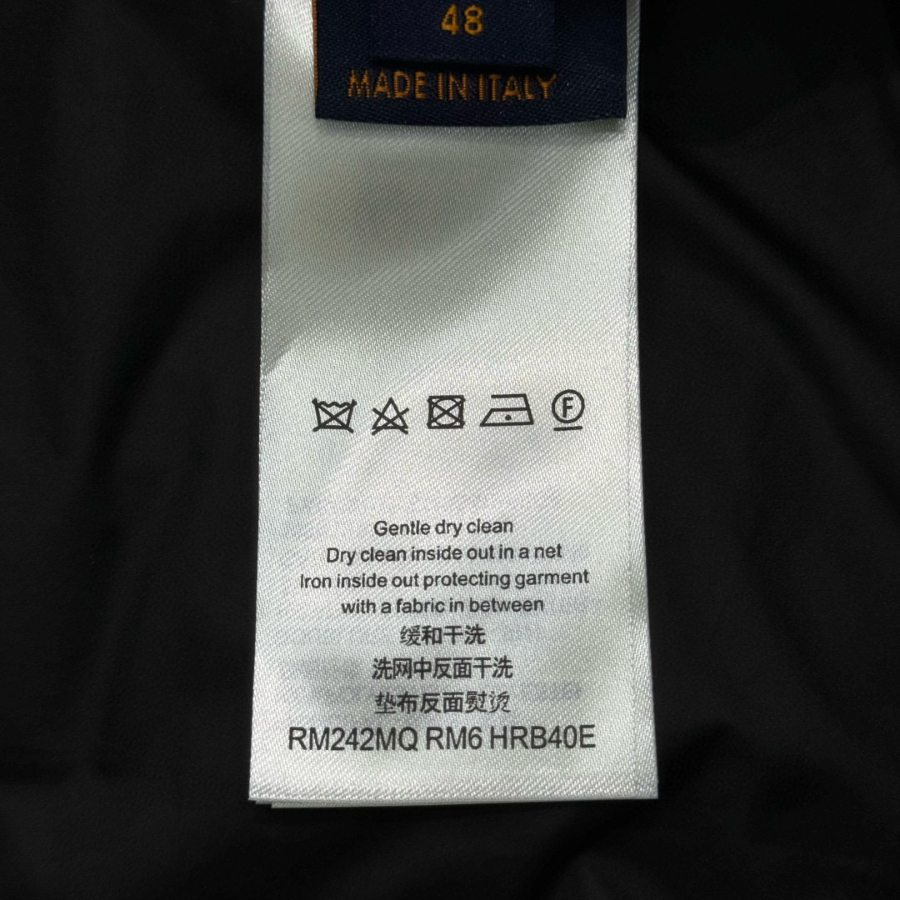 48
MADE IN ITALY
F
Gentle dry clean
Dry clean inside out in a net
Iron inside out protecting garment
with a fabric in between
缓和干洗
洗网中反面干洗
垫布反面熨烫
RM242MQ RM6 HRB40E